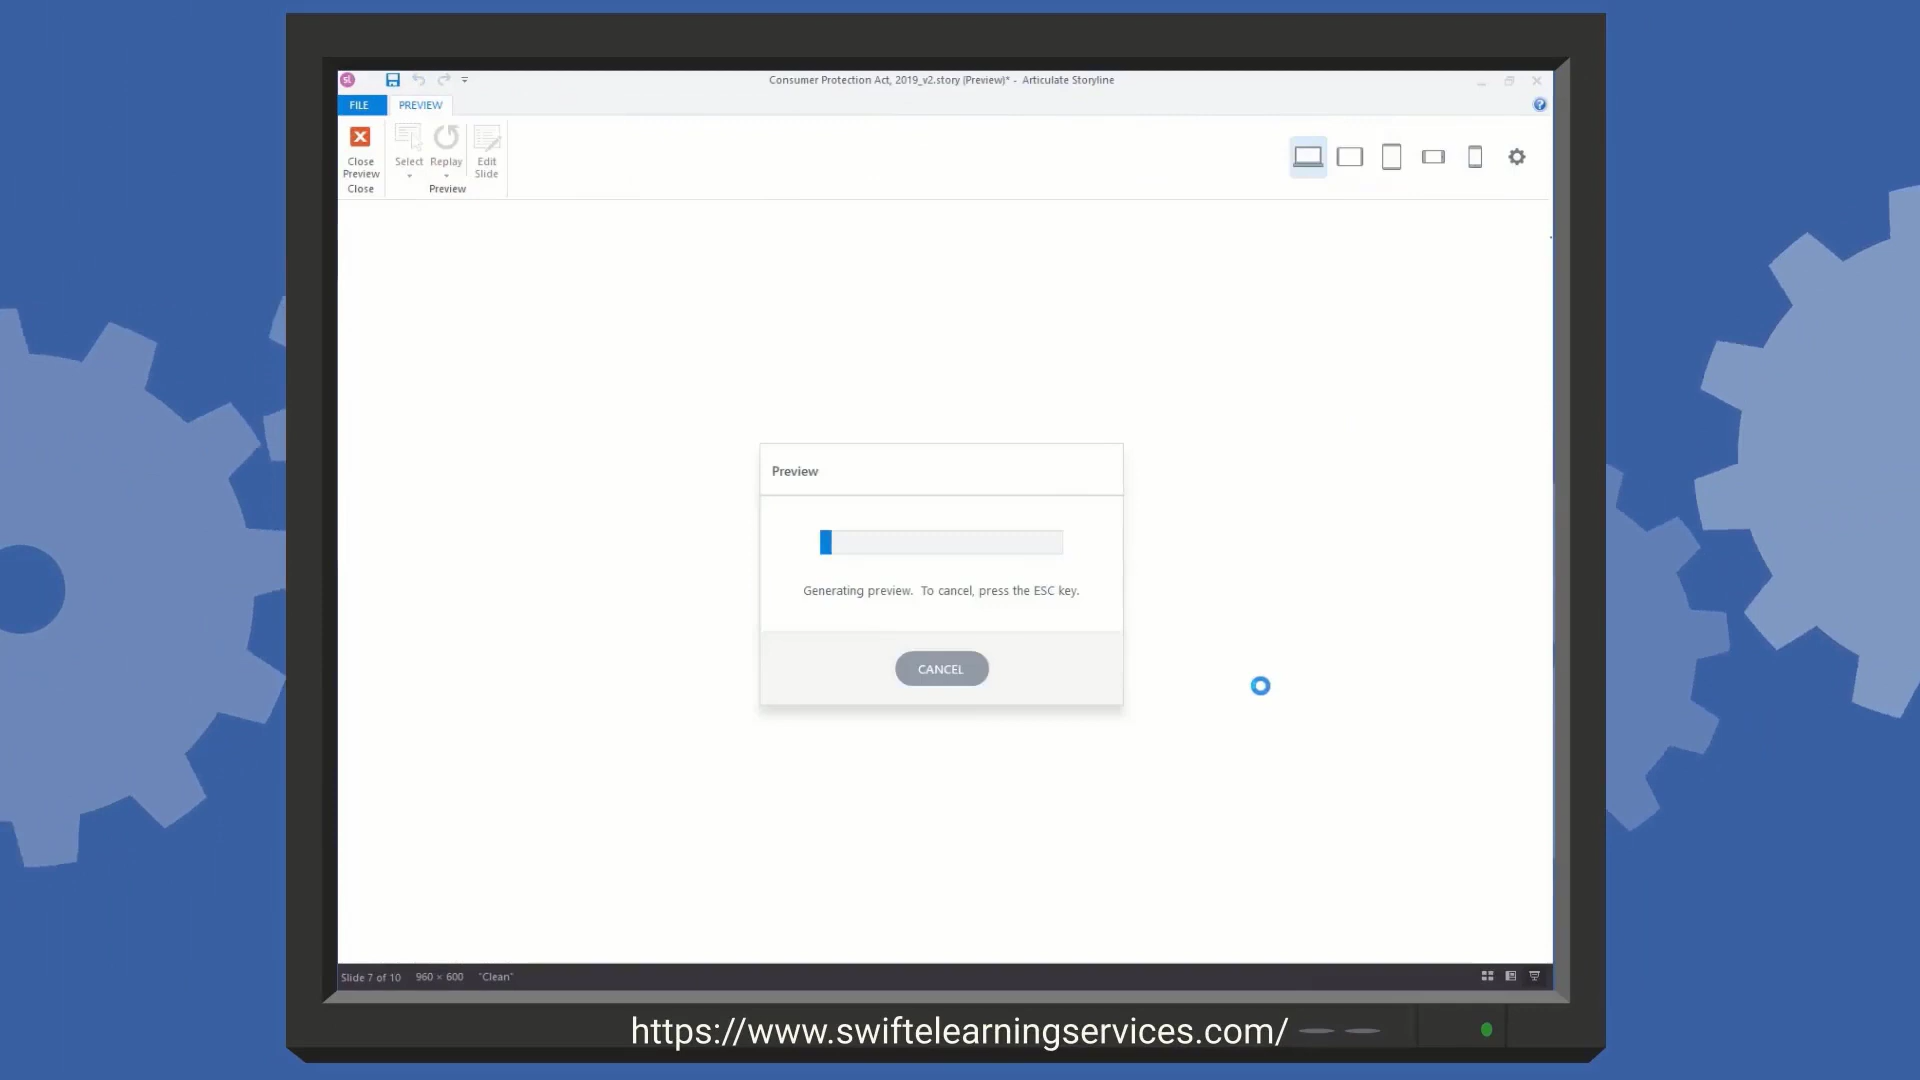 Consumer Protection Act, 2019_v2.story (Preview)* - Articulate Storyline
FILE
PREVIEW
Close Preview
Select
Replay
Edit Slide
Close
Preview
Preview
Generating preview. To cancel, press the ESC key.
CANCEL
Slide 7 of 10
960 × 600
"Clean"
https://www.swiftelearningservices.com/